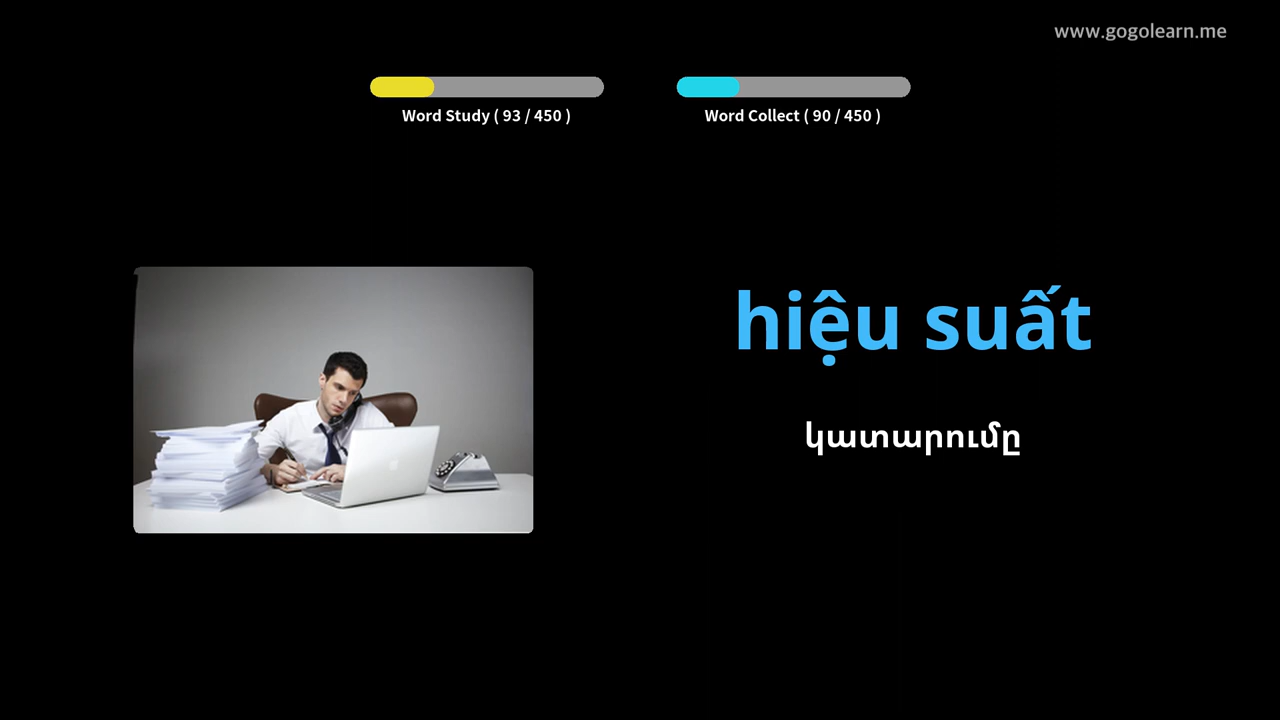 www.gogolearn.me
Word Study ( 93 / 450 )
Word Collect ( 90 / 450 )
hiệu suất
կատարումը